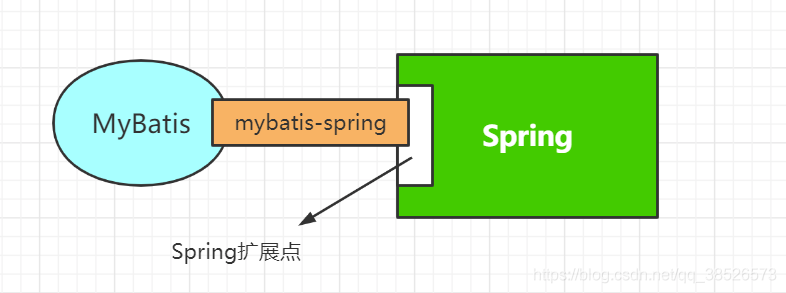 MyBatis
mybatis-spring
Spring
Spring扩展点
https://blog.csdn.net/qq_38526573